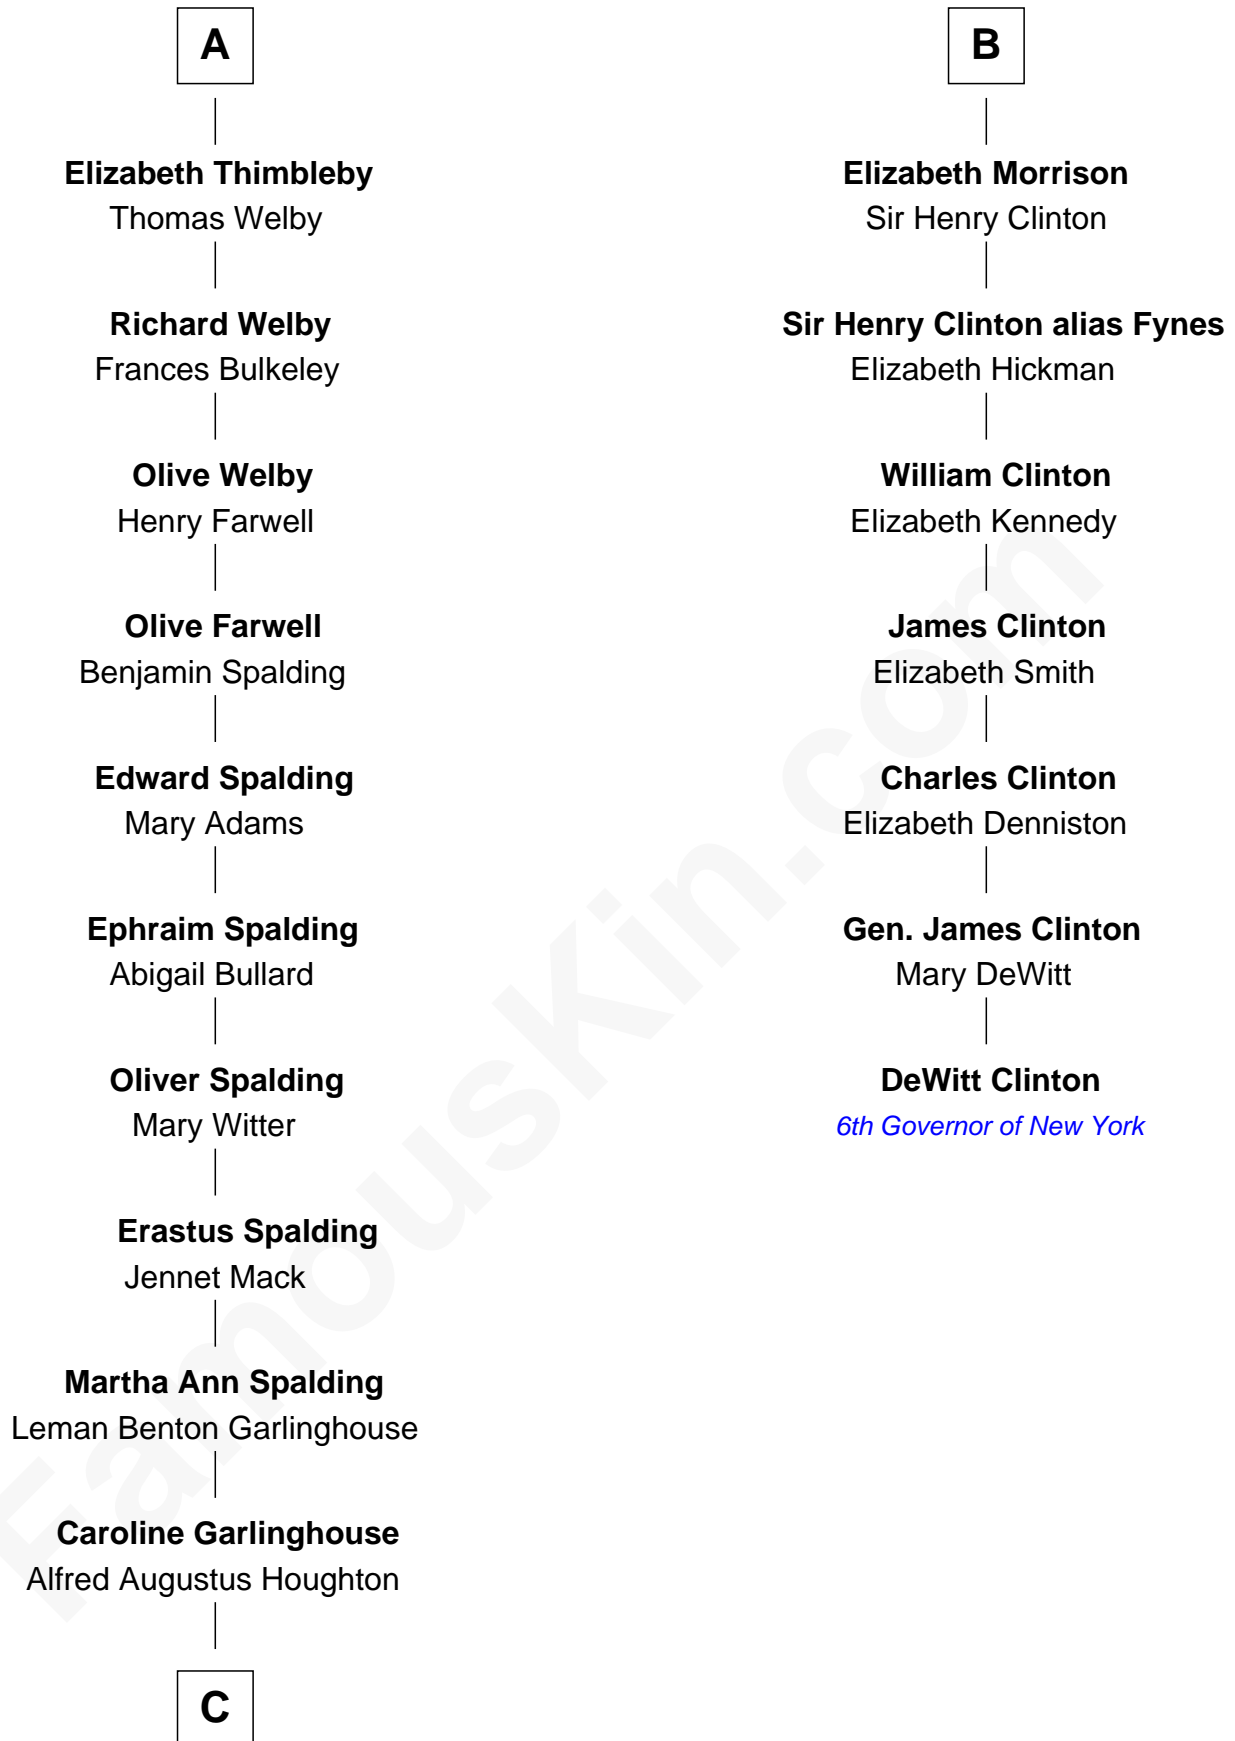 A
Elizabeth Thimbleby
Thomas Welby
Richard Welby
Frances Bulkeley
Olive Welby
Henry Farwell
Olive Farwell
Benjamin Spalding
Edward Spalding
Mary Adams
Ephraim Spalding
Abigail Bullard
Oliver Spalding
Mary Witter
Erastus Spalding
Jennet Mack
Martha Ann Spalding
Leman Benton Garlinghouse
Caroline Garlinghouse
Alfred Augustus Houghton
C
B
Elizabeth Morrison
Sir Henry Clinton
Sir Henry Clinton alias Fynes
Elizabeth Hickman
William Clinton
Elizabeth Kennedy
James Clinton
Elizabeth Smith
Charles Clinton
Elizabeth Denniston
Gen. James Clinton
Mary DeWitt
DeWitt Clinton
6th Governor of New York
FamousKin.com